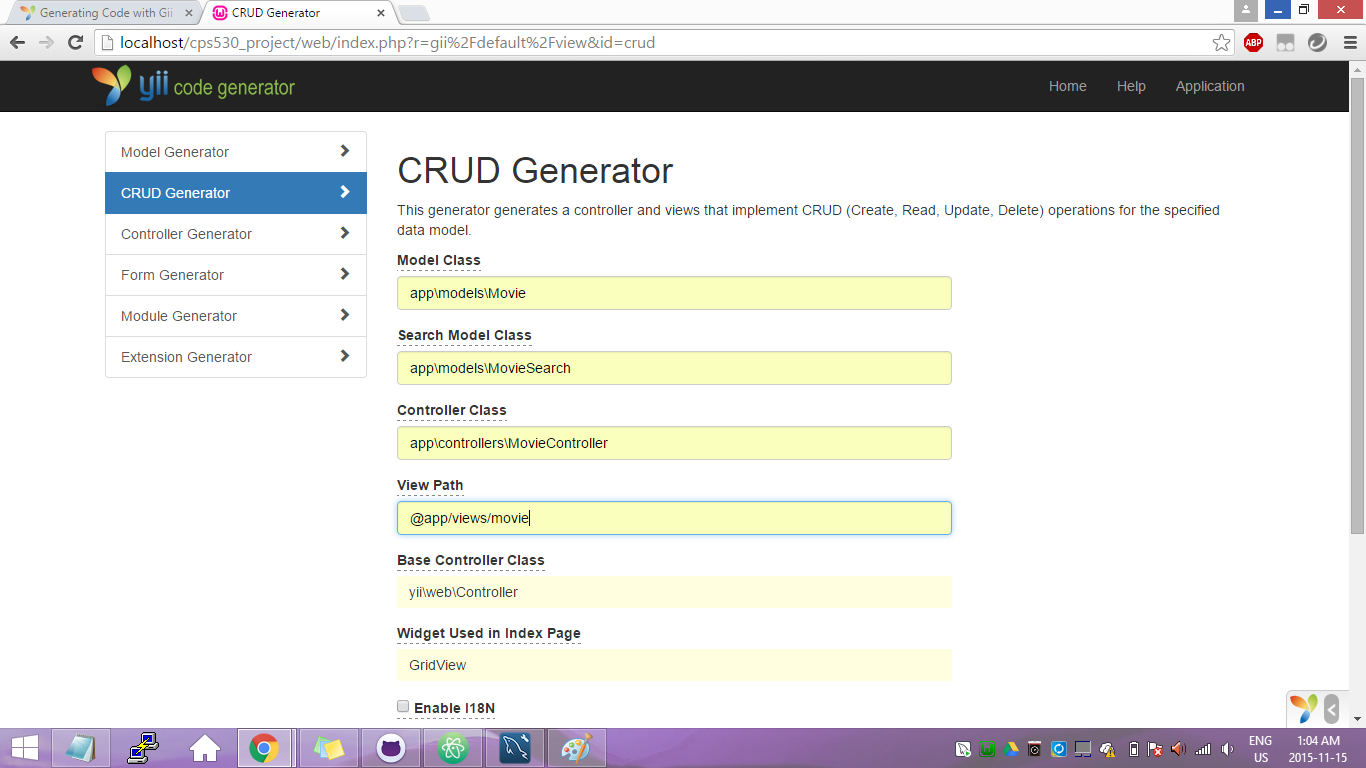 Generating Code with Gii
CRUD Generator
localhost/cps530_project/web/index.php?r=gii%2Fdefault%2Fview&id=crud
ABP
yii code generator
Home
Help
Application
Model Generator
CRUD Generator
Controller Generator
Form Generator
Module Generator
Extension Generator
CRUD Generator
This generator generates a controller and views that implement CRUD (Create, Read, Update, Delete) operations for the specified
data model.
Model Class
app\models\Movie
Search Model Class
app\models\MovieSearch
Controller Class
app\controllers\MovieController
View Path
@app/views/movie
Base Controller Class
yii\web\Controller
Widget Used in Index Page
GridView
Enable I18N
ENG
US
1:04 AM
2015-11-15